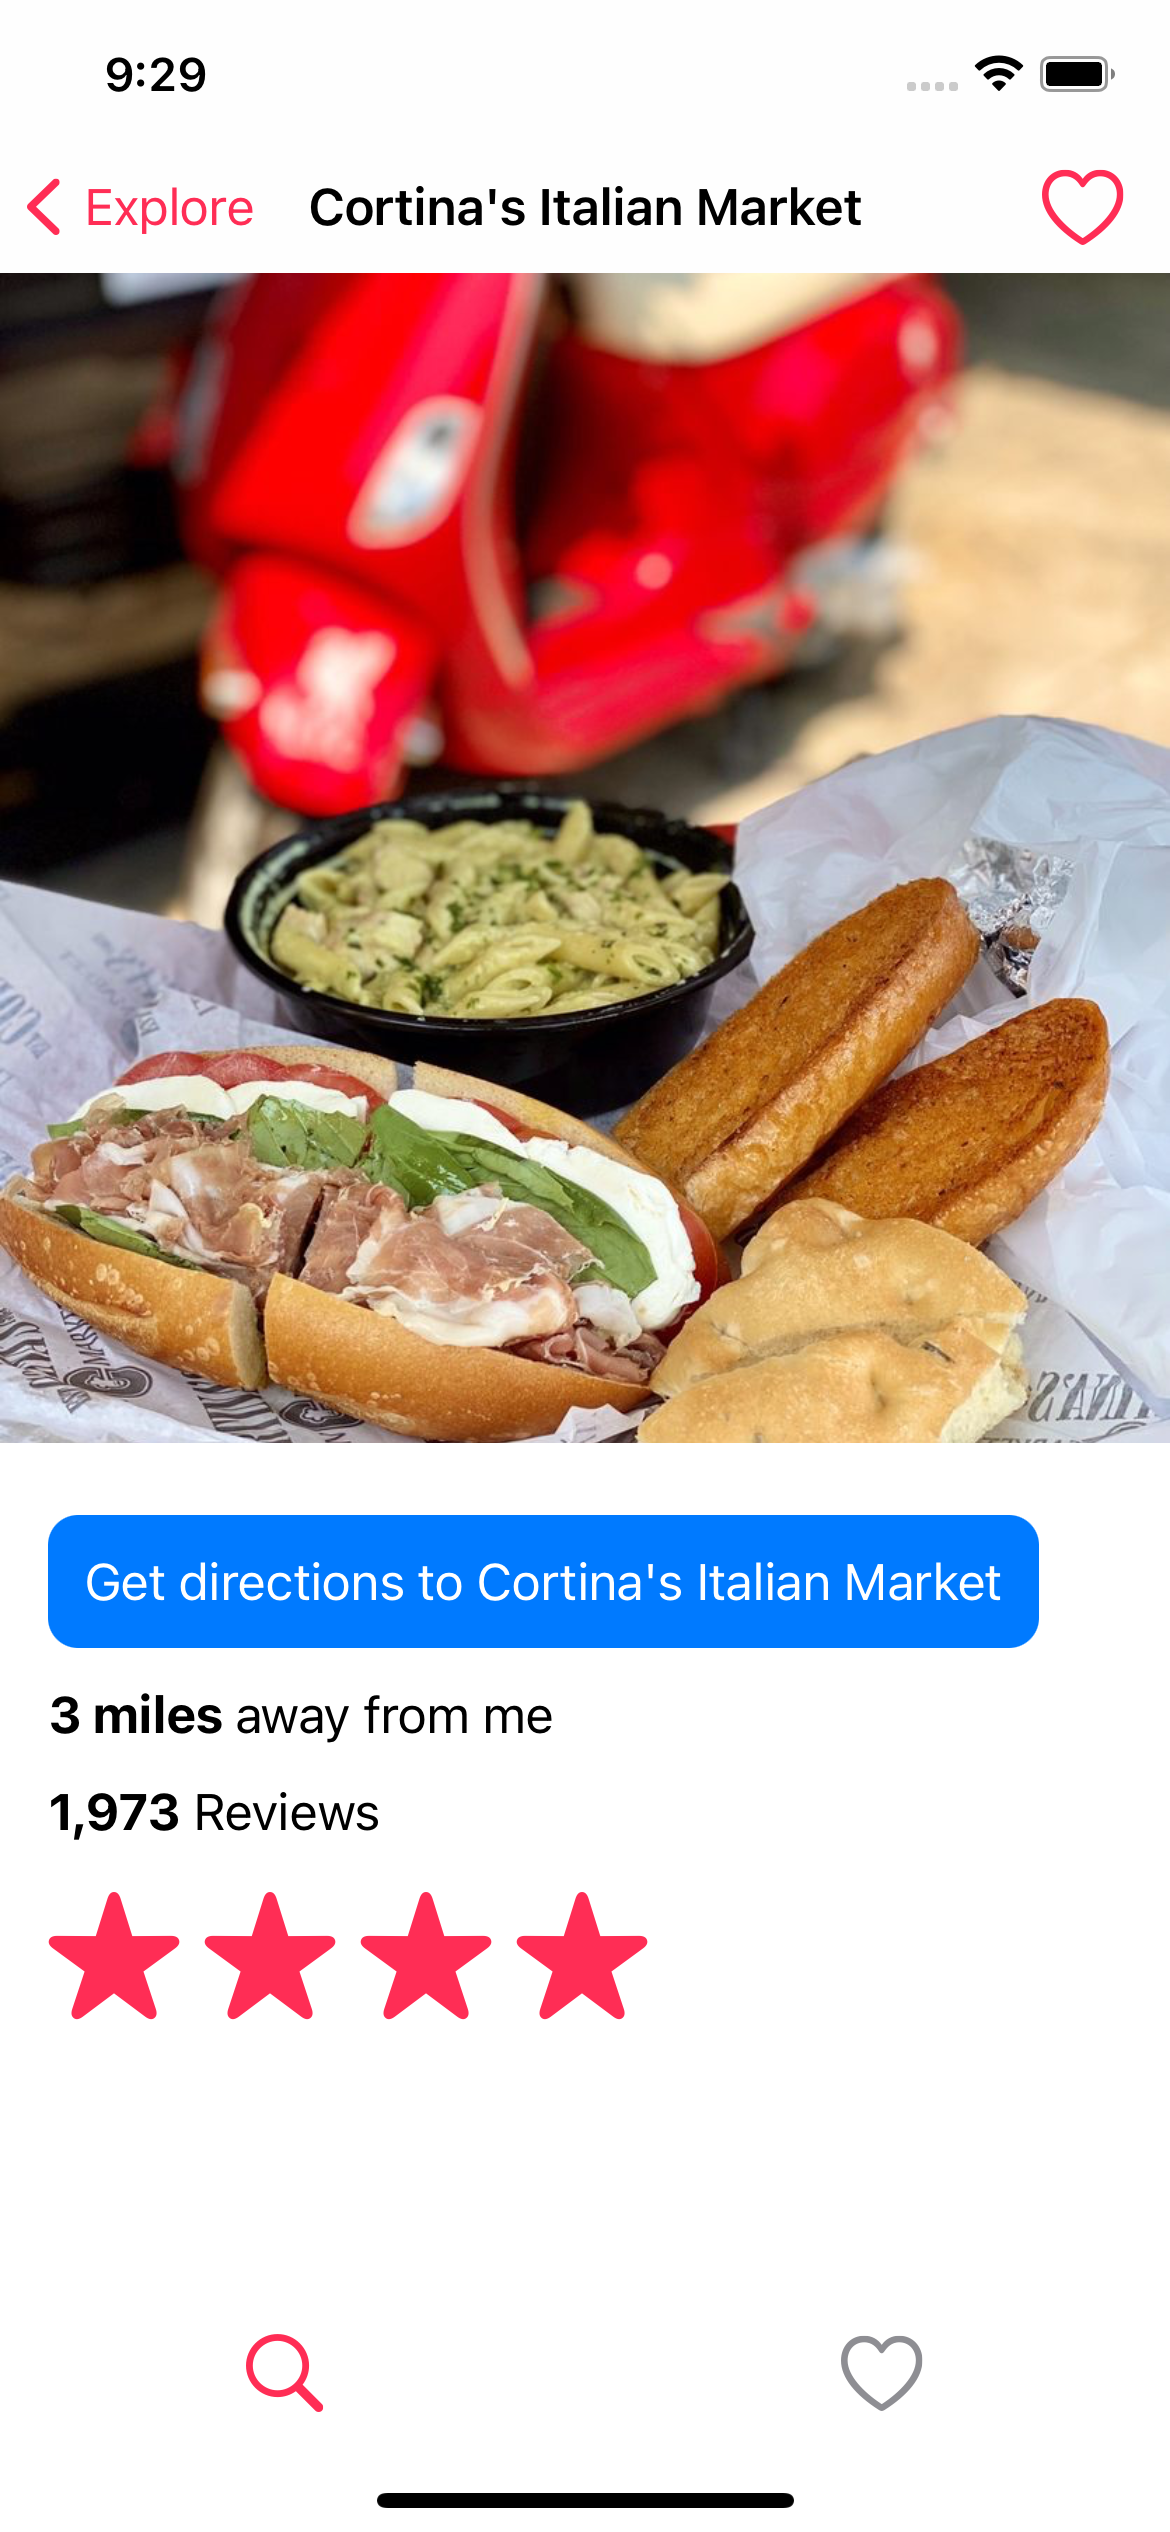 9:29
Explore
Cortina's Italian Market
Get directions to Cortina's Italian Market
3 miles away from me
1,973 Reviews